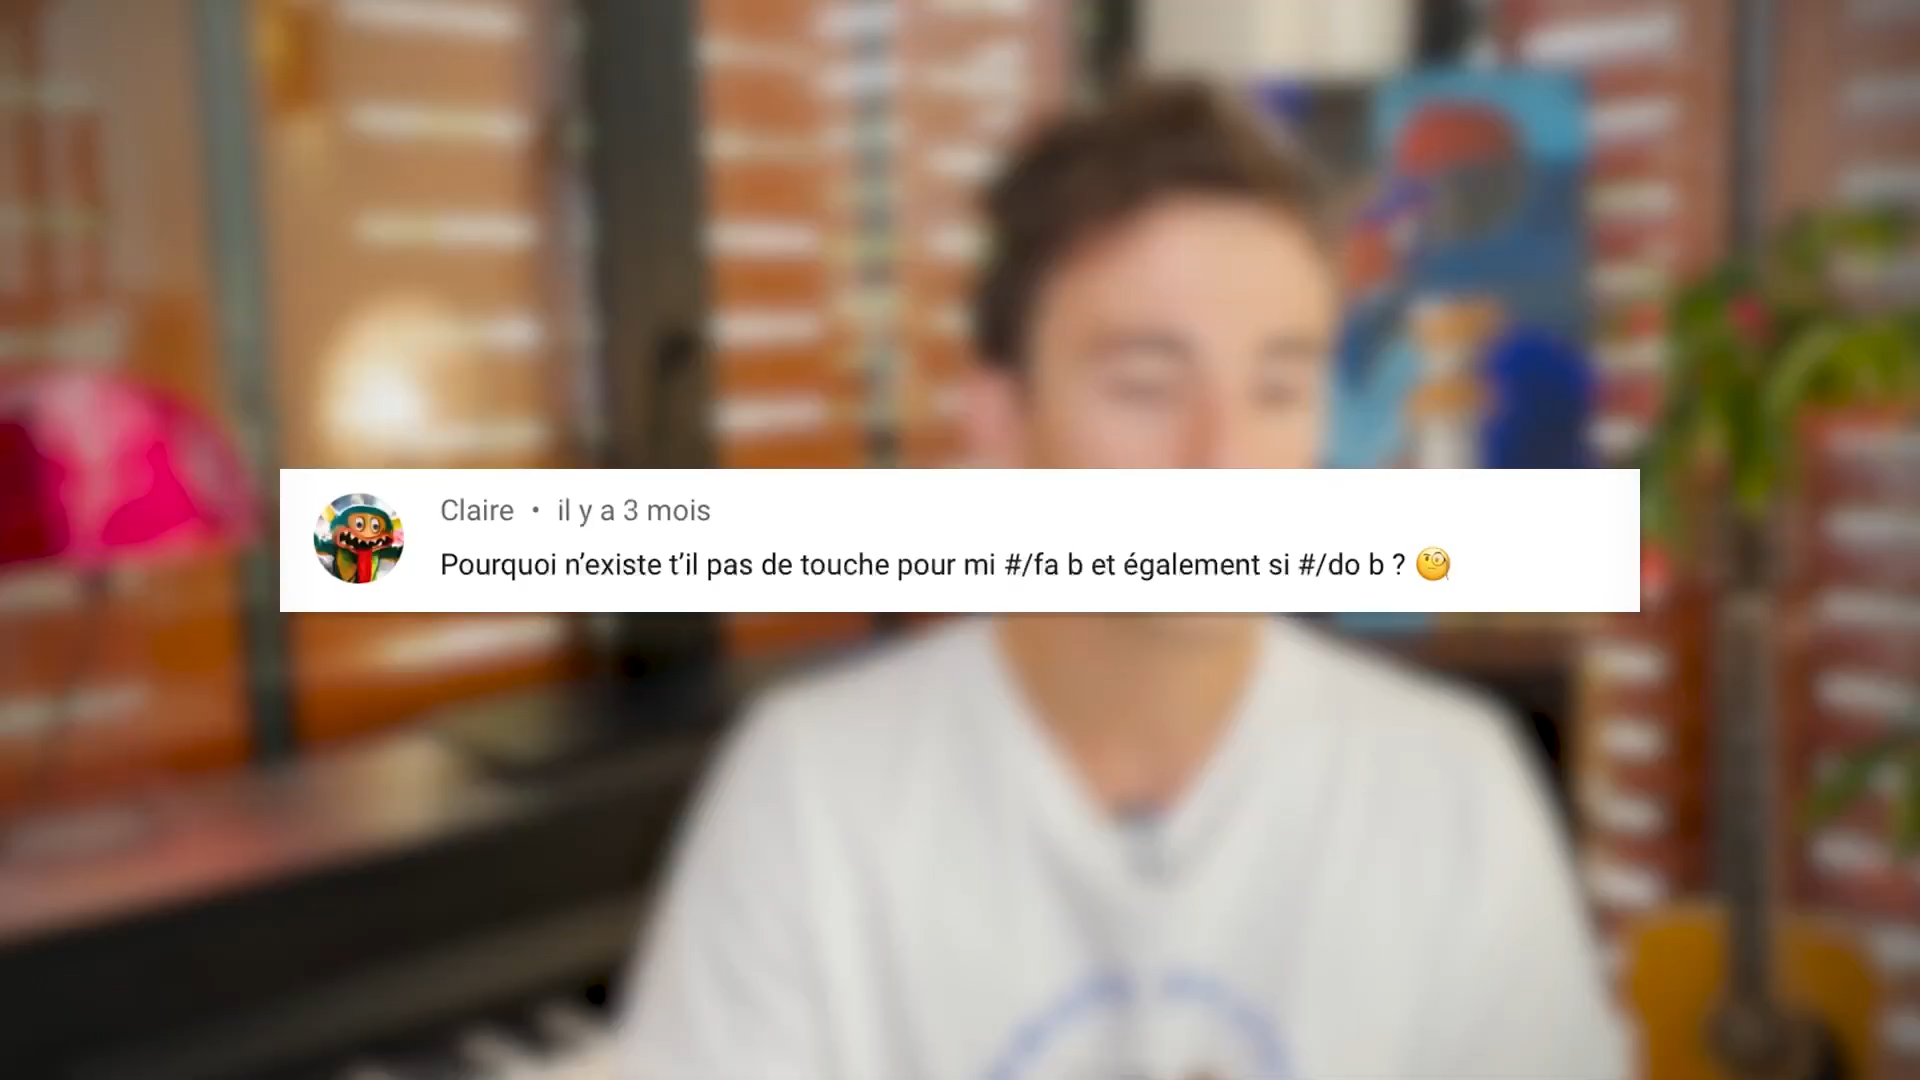 Claire • il y a 3 mois
Pourquoi n’existe t’il pas de touche pour mi #/fa b et également si #/do b ? 🧐